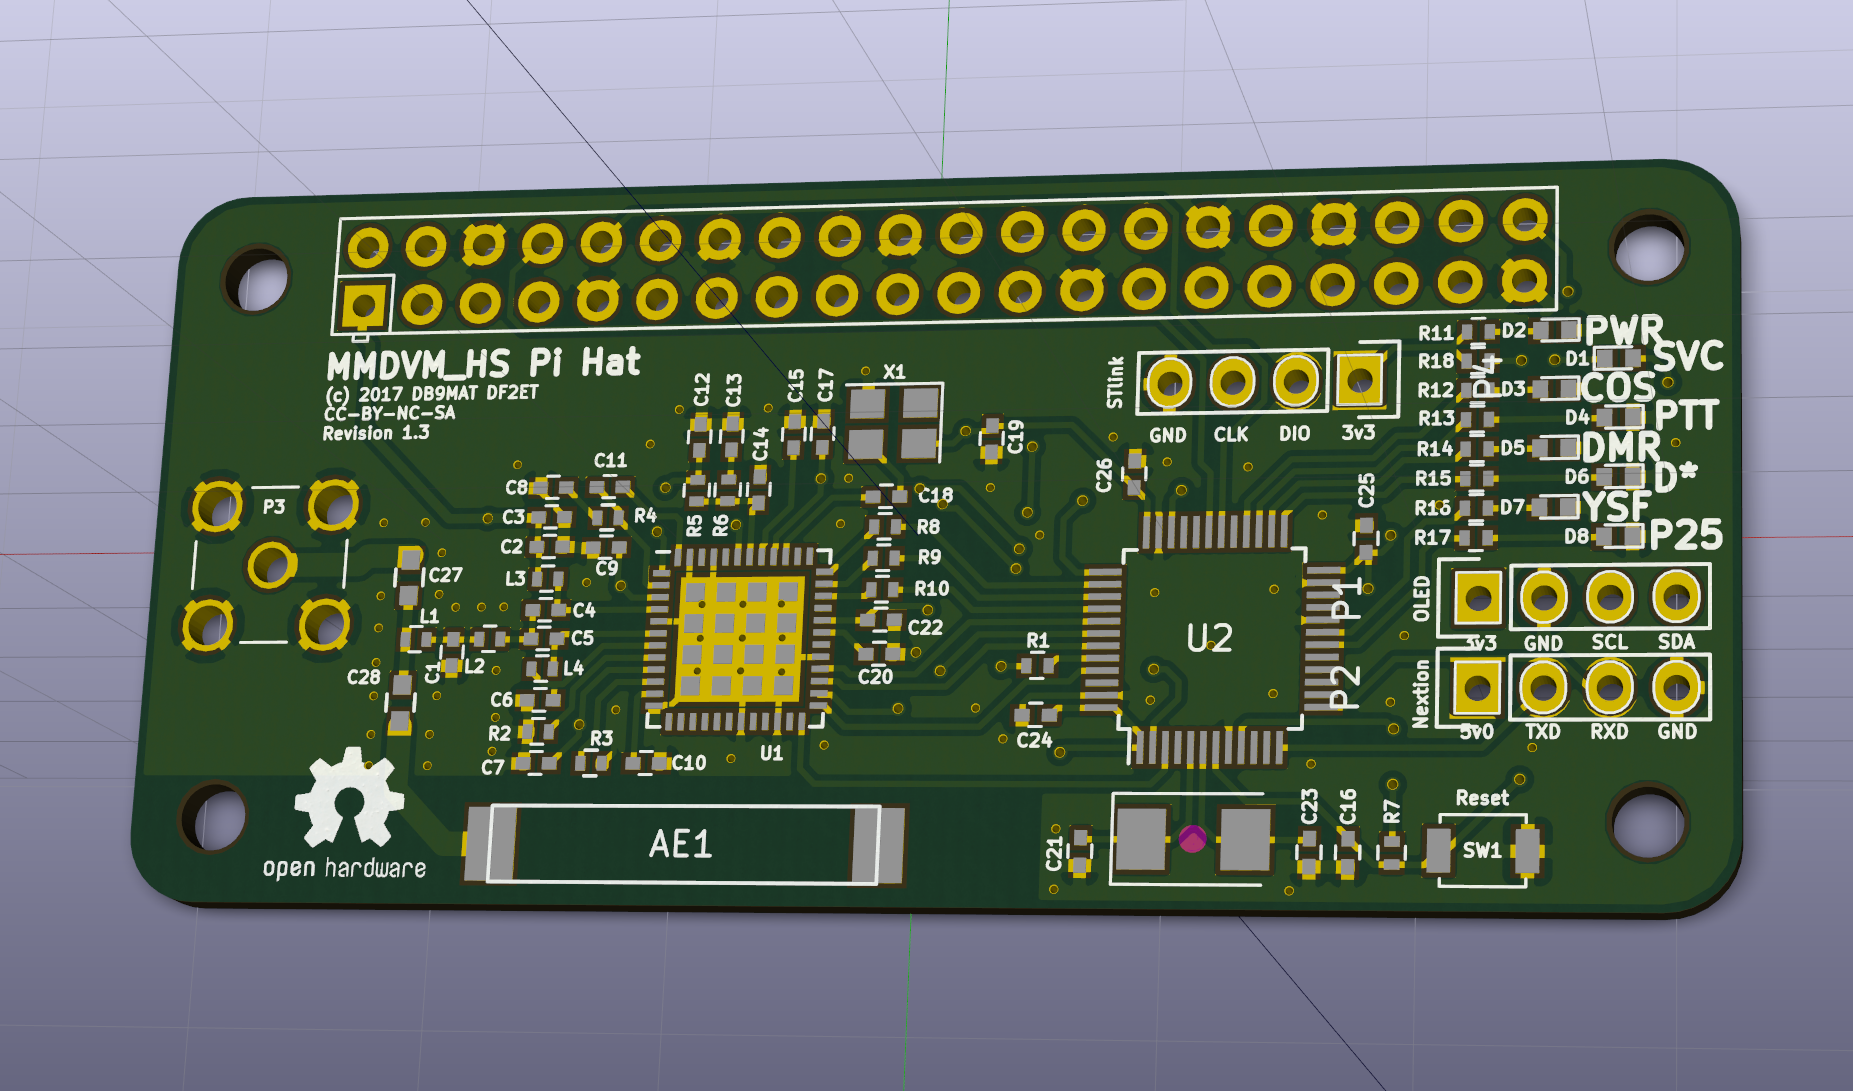 MMDVM_HS Pi Hat
(c) 2017 DB9MAT DF2ET
CC-BY-NC-SA
Revision 1.3
C12
C13
C15
C17
X1
C14
C19
STlink
GND
CLK
DIO
3v3
R11
D2
PWR
R18
D1
SVC
R12
D3
COS
R13
D4
PTT
R14
D5
DMR
R15
D6
D*
R16
D7
YSF
R17
D8
P25
P3
C11
C8
C3
R4
R5
R6
C2
C9
C18
R8
R9
R10
C26
C25
C27
L3
C4
L1
C5
C1
L2
L4
C28
C6
R2
R3
C7
C10
U1
C22
C20
R1
C24
U2
P1
P2
OLED
3v3
GND
SCL
SDA
Nextion
5v0
TXD
RXD
GND
open hardware
AE1
C21
C23
C16
R7
Reset
SW1